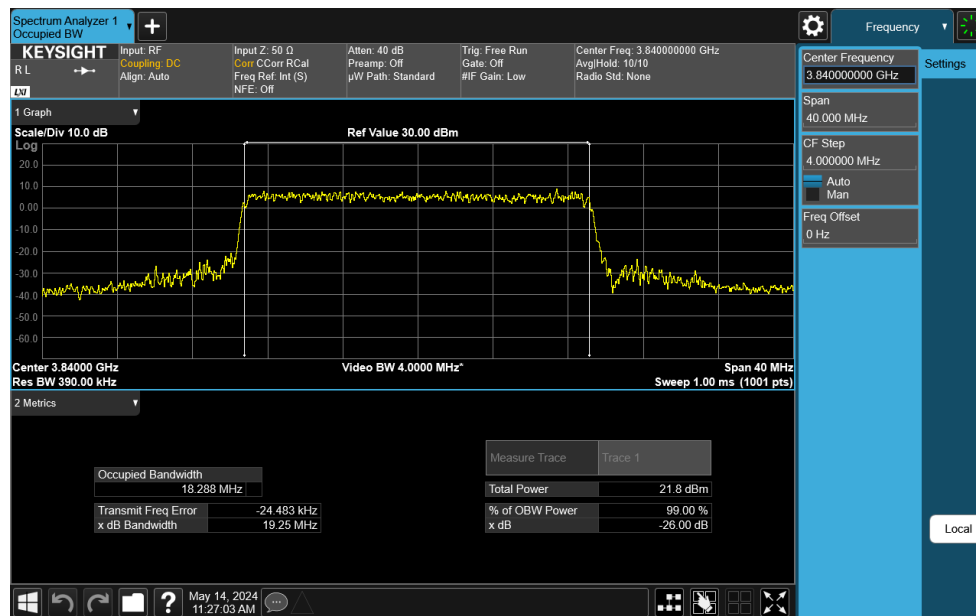 Spectrum Analyzer 1
Occupied BW
+
Frequency
KEYSIGHT
R L
LXI
Input: RF
Coupling: DC
Align: Auto
Input Z: 50 Ω
Corr CCorr RCal
Freq Ref: Int (S)
NFE: Off
Atten: 40 dB
Preamp: Off
µW Path: Standard
Trig: Free Run
Gate: Off
#IF Gain: Low
Center Freq: 3.840000000 GHz
Avg|Hold: 10/10
Radio Std: None
Center Frequency
3.840000000 GHz
Settings
Span
40.000 MHz
CF Step
4.000000 MHz
Auto
Man
Freq Offset
0 Hz
Local
1 Graph
Scale/Div 10.0 dB
Ref Value 30.00 dBm
Log
20.0
10.0
0.00
-10.0
-20.0
-30.0
-40.0
-50.0
-60.0
Center 3.84000 GHz
Video BW 4.0000 MHz*
Span 40 MHz
Res BW 390.00 kHz
Sweep 1.00 ms (1001 pts)
2 Metrics
Measure Trace Trace 1
Occupied Bandwidth
18.288 MHz
Total Power 21.8 dBm
Transmit Freq Error -24.483 kHz
% of OBW Power 99.00 %
x dB Bandwidth 19.25 MHz
x dB -26.00 dB
?
May 14, 2024
11:27:03 AM